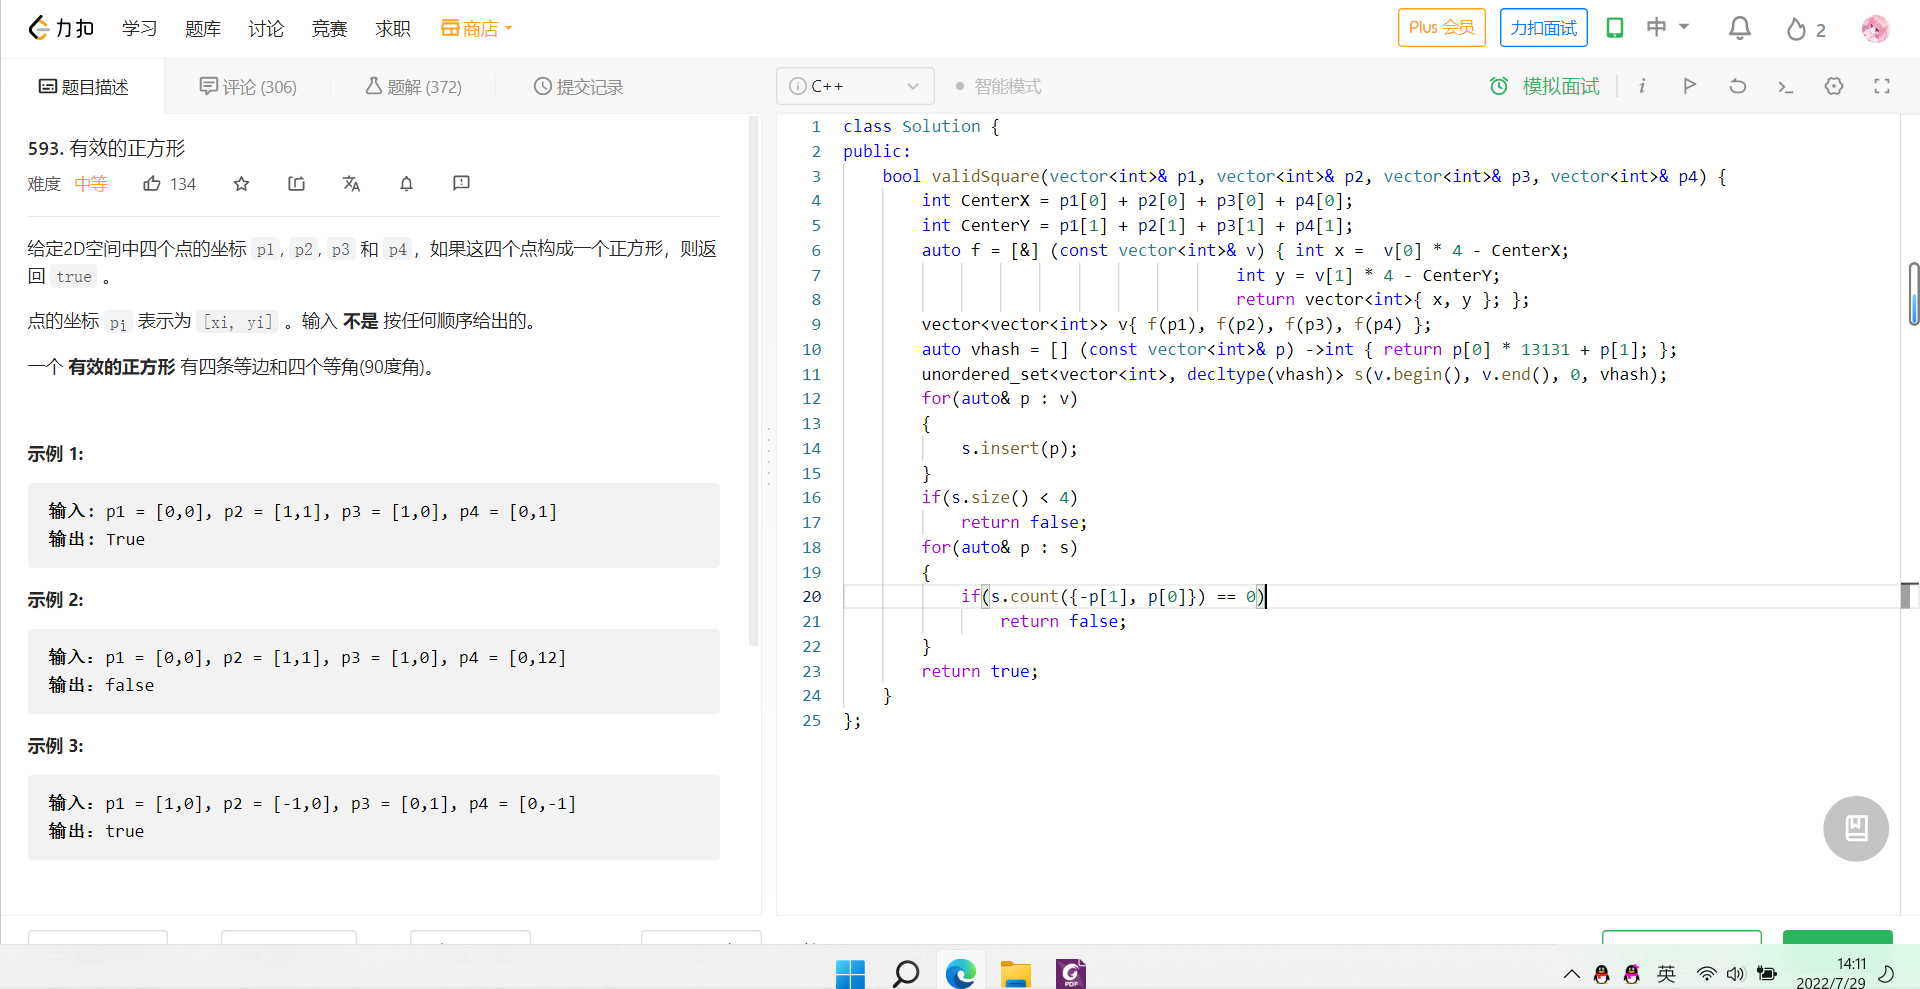 力扣 学习 题库 讨论 竞赛 求职 商店 Plus 会员 力扣面试 中 2
题目描述 评论 (306) 题解 (372) 提交记录
C++ 智能模式 模拟面试 i
593. 有效的正方形
难度 中等 134
给定2D空间中四个点的坐标 p1, p2, p3 和 p4，如果这四个点构成一个正方形，则返
回 true 。
点的坐标 pi 表示为 [xi, yi] 。输入 不是 按任何顺序给出的。
一个 有效的正方形 有四条等边和四个等角(90度角)。
示例 1:
输入: p1 = [0,0], p2 = [1,1], p3 = [1,0], p4 = [0,1]
输出: True
示例 2:
输入: p1 = [0,0], p2 = [1,1], p3 = [1,0], p4 = [0,12]
输出: false
示例 3:
输入: p1 = [1,0], p2 = [-1,0], p3 = [0,1], p4 = [0,-1]
输出: true
1 class Solution {
2 public:
3     bool validSquare(vector<int>& p1, vector<int>& p2, vector<int>& p3, vector<int>& p4) {
4         int CenterX = p1[0] + p2[0] + p3[0] + p4[0];
5         int CenterY = p1[1] + p2[1] + p3[1] + p4[1];
6         auto f = [&] (const vector<int>& v) { int x =  v[0] * 4 - CenterX;
7                                         int y = v[1] * 4 - CenterY;
8                                         return vector<int>{ x, y }; };
9         vector<vector<int>> v{ f(p1), f(p2), f(p3), f(p4) };
10         auto vhash = [] (const vector<int>& p) ->int { return p[0] * 13131 + p[1]; };
11         unordered_set<vector<int>, decltype(vhash)> s(v.begin(), v.end(), 0, vhash);
12         for(auto& p : v)
13         {
14             s.insert(p);
15         }
16         if(s.size() < 4)
17             return false;
18         for(auto& p : s)
19         {
20             if(s.count({-p[1], p[0]}) == 0)
21                 return false;
22         }
23         return true;
24     }
25 };
英 14:11
2022/7/29